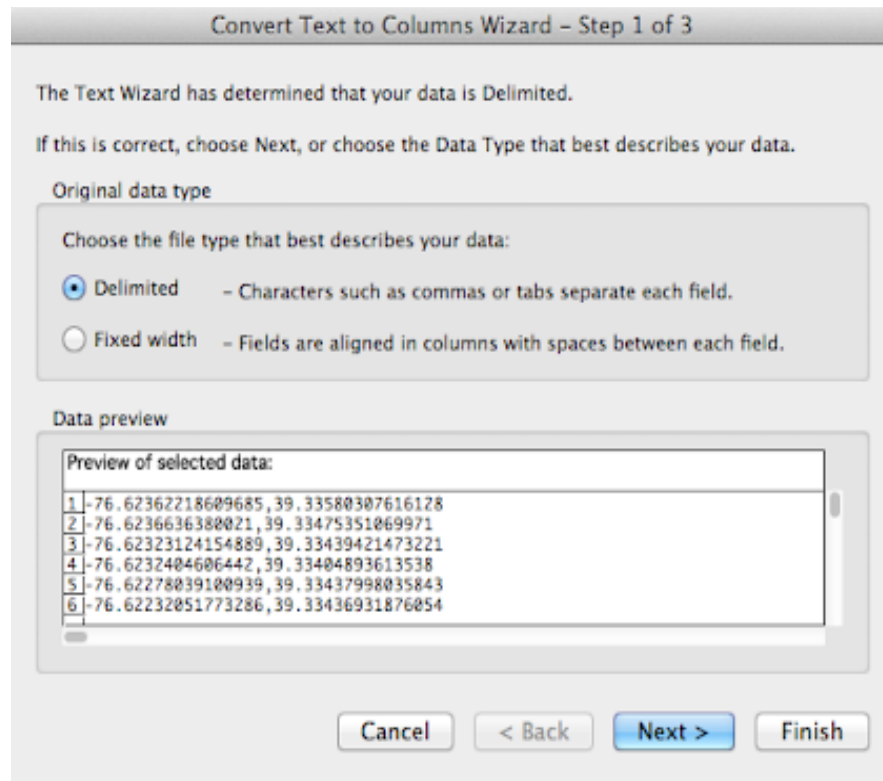 Convert Text to Columns Wizard – Step 1 of 3
The Text Wizard has determined that your data is Delimited.
If this is correct, choose Next, or choose the Data Type that best describes your data.
Original data type
Choose the file type that best describes your data:
Delimited – Characters such as commas or tabs separate each field.
Fixed width – Fields are aligned in columns with spaces between each field.
Data preview
Preview of selected data:
1 -76.62362218609685,39.33580307616128
2 -76.6236636380021,39.33475351069971
3 -76.62323124154889,39.33439421473221
4 -76.6232404606442,39.33404893613538
5 -76.62278039100939,39.33437998035843
6 -76.62232051773286,39.33436931876054
Cancel < Back Next > Finish